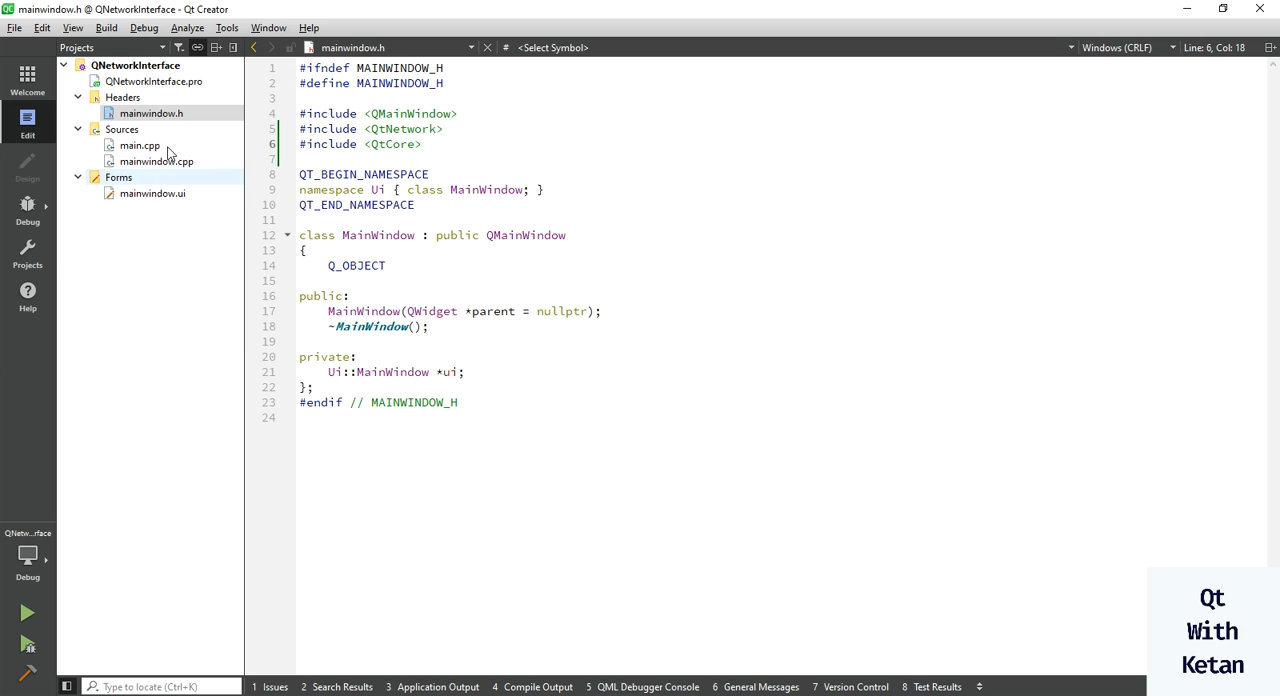 mainwindow.h @ QNetworkInterface - Qt Creator
File Edit View Build Debug Analyze Tools Window Help
Projects mainwindow.h # <Select Symbol> Windows (CRLF) Line: 6, Col: 18
QNetworkInterface
QNetworkInterface.pro
Headers
mainwindow.h
Sources
main.cpp
mainwindow.cpp
Forms
mainwindow.ui
Welcome
Edit
Design
Debug
Projects
Help
QNetw...rface
Debug
1 #ifndef MAINWINDOW_H
2 #define MAINWINDOW_H
3
4 #include <QMainWindow>
5 #include <QtNetwork>
6 #include <QtCore>
7
8 QT_BEGIN_NAMESPACE
9 namespace Ui { class MainWindow; }
10 QT_END_NAMESPACE
11
12 class MainWindow : public QMainWindow
13 {
14 Q_OBJECT
15
16 public:
17 MainWindow(QWidget *parent = nullptr);
18 ~MainWindow();
19
20 private:
21 Ui::MainWindow *ui;
22 };
23 #endif // MAINWINDOW_H
24
Qt
With
Ketan
Type to locate (Ctrl+K) 1 Issues 2 Search Results 3 Application Output 4 Compile Output 5 QML Debugger Console 6 General Messages 7 Version Control 8 Test Results